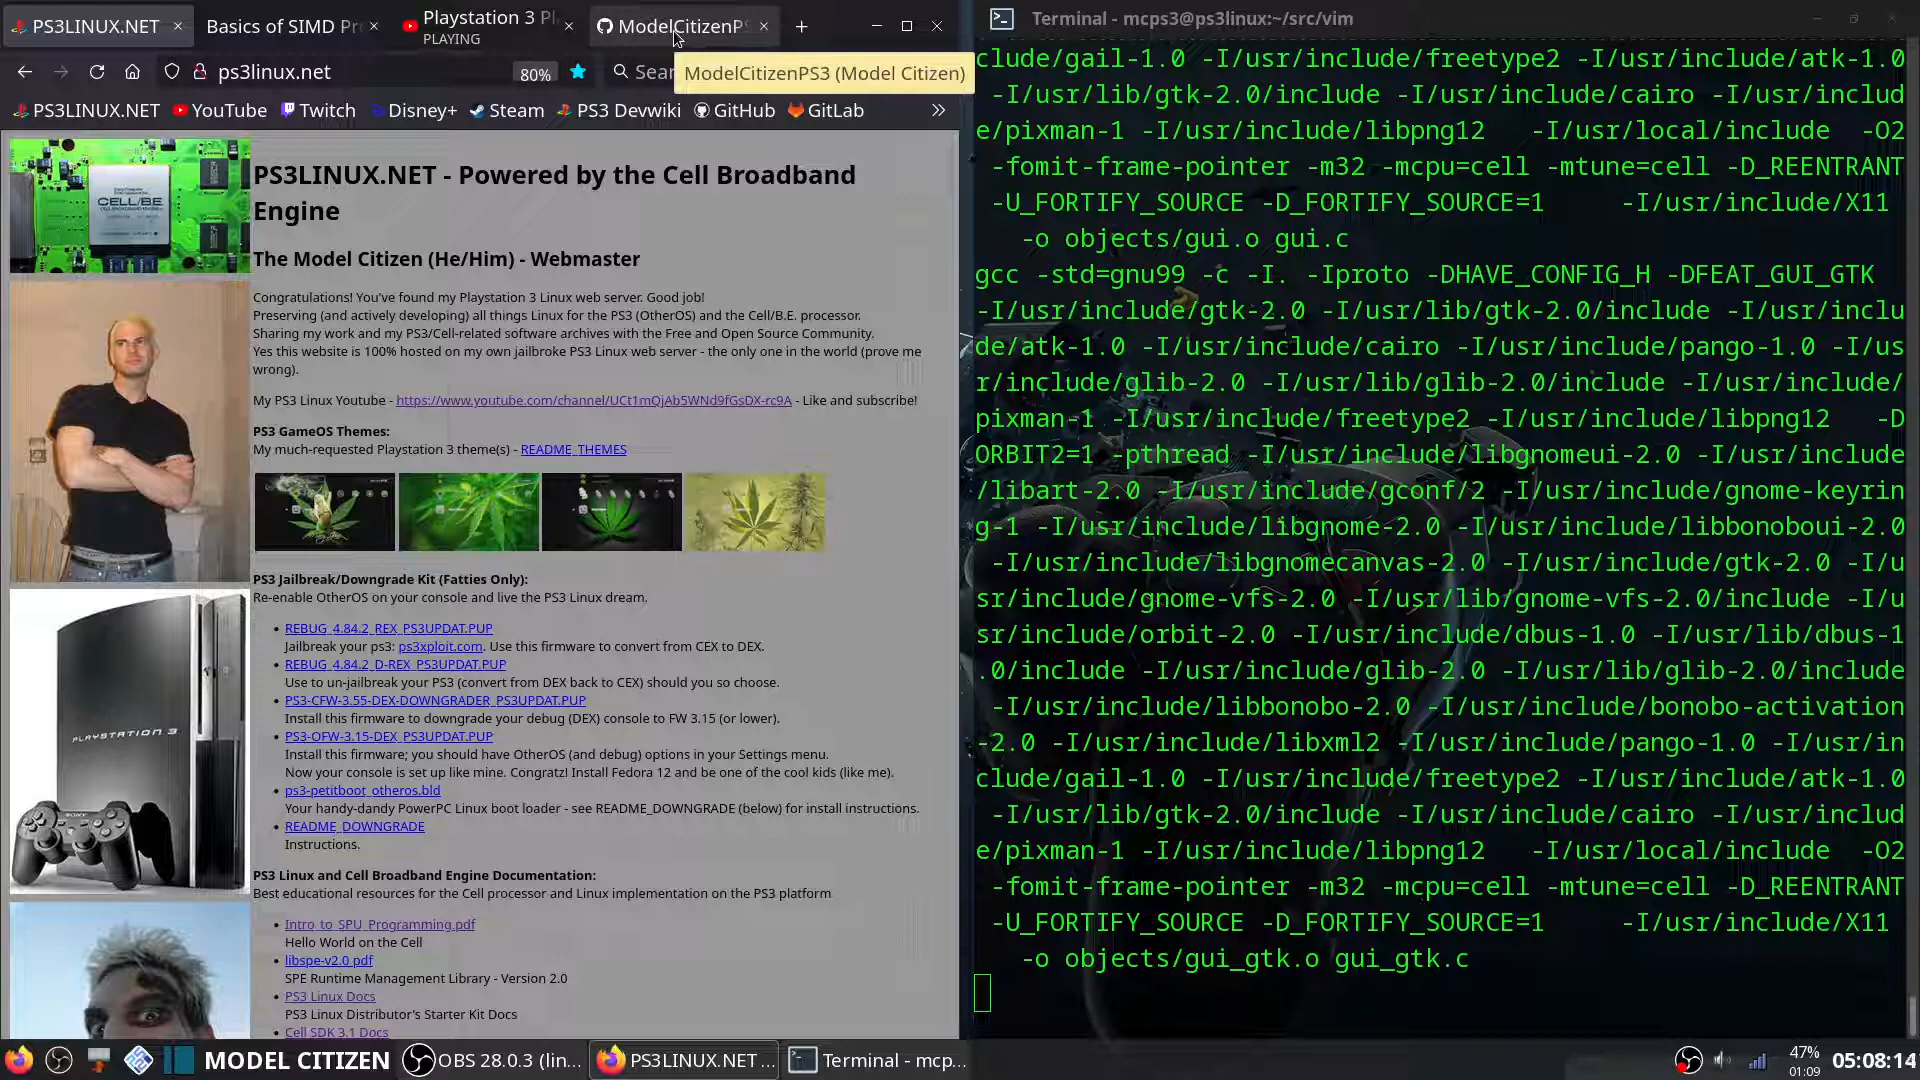 PS3LINUX.NET
Basics of SIMD Pr
Playstation 3 Pl
PLAYING
ModelCitizenPS
ps3linux.net
80%
Sear
ModelCitizenPS3 (Model Citizen)
PS3LINUX.NET
YouTube
Twitch
Disney+
Steam
PS3 Devwiki
GitHub
GitLab
CELL/BE
PS3LINUX.NET - Powered by the Cell Broadband
Engine
The Model Citizen (He/Him) - Webmaster
Congratulations! You've found my Playstation 3 Linux web server. Good job!
Preserving (and actively developing) all things Linux for the PS3 (OtherOS) and the Cell/B.E. processor.
Sharing my work and my PS3/Cell-related software archives with the Free and Open Source Community.
Yes this website is 100% hosted on my own jailbroke PS3 Linux web server - the only one in the world (prove me
wrong).
My PS3 Linux Youtube - https://www.youtube.com/channel/UCt1mQjAb5WNd9fGsDX-rc9A - Like and subscribe!
PS3 GameOS Themes:
My much-requested Playstation 3 theme(s) - README_THEMES
PS3 Jailbreak/Downgrade Kit (Fatties Only):
Re-enable OtherOS on your console and live the PS3 Linux dream.
• REBUG_4.84.2_REX_PS3UPDAT.PUP
Jailbreak your ps3: ps3xploit.com. Use this firmware to convert from CEX to DEX.
• REBUG_4.84.2_D-REX_PS3UPDAT.PUP
Use to un-jailbreak your PS3 (convert from DEX back to CEX) should you so choose.
• PS3-CFW-3.55-DEX-DOWNGRADER_PS3UPDAT.PUP
Install this firmware to downgrade your debug (DEX) console to FW 3.15 (or lower).
• PS3-OFW-3.15-DEX_PS3UPDAT.PUP
Install this firmware; you should have OtherOS (and debug) options in your Settings menu.
Now your console is set up like mine. Congratz! Install Fedora 12 and be one of the cool kids (like me).
• ps3-petitboot_otheros.bld
Your handy-dandy PowerPC Linux boot loader - see README_DOWNGRADE (below) for install instructions.
• README_DOWNGRADE
Instructions.
PLAYSTATION 3
SONY
PS3 Linux and Cell Broadband Engine Documentation:
Best educational resources for the Cell processor and Linux implementation on the PS3 platform
• Intro_to_SPU_Programming.pdf
Hello World on the Cell
• libspe-v2.0 pdf
SPE Runtime Management Library - Version 2.0
• PS3 Linux Docs
PS3 Linux Distributor's Starter Kit Docs
• Cell SDK 3.1 Docs
Terminal - mcps3@ps3linux:~/src/vim
clude/gail-1.0 -I/usr/include/freetype2 -I/usr/include/atk-1.0
-I/usr/lib/gtk-2.0/include -I/usr/include/cairo -I/usr/includ
e/pixman-1 -I/usr/include/libpng12   -I/usr/local/include  -O2
-fomit-frame-pointer -m32 -mcpu=cell -mtune=cell -D_REENTRANT
-U_FORTIFY_SOURCE -D_FORTIFY_SOURCE=1     -I/usr/include/X11
-o objects/gui.o gui.c
gcc -std=gnu99 -c -I. -Iproto -DHAVE_CONFIG_H -DFEAT_GUI_GTK
-I/usr/include/gtk-2.0 -I/usr/lib/gtk-2.0/include -I/usr/inclu
de/atk-1.0 -I/usr/include/cairo -I/usr/include/pango-1.0 -I/us
r/include/glib-2.0 -I/usr/lib/glib-2.0/include -I/usr/include/
pixman-1 -I/usr/include/freetype2 -I/usr/include/libpng12   -D
ORBIT2=1 -pthread -I/usr/include/libgnomeui-2.0 -I/usr/include
/libart-2.0 -I/usr/include/gconf/2 -I/usr/include/gnome-keyrin
g-1 -I/usr/include/libgnome-2.0 -I/usr/include/libbonoboui-2.0
-I/usr/include/libgnomecanvas-2.0 -I/usr/include/gtk-2.0 -I/u
sr/include/gnome-vfs-2.0 -I/usr/lib/gnome-vfs-2.0/include -I/u
sr/include/orbit-2.0 -I/usr/include/dbus-1.0 -I/usr/lib/dbus-1
.0/include -I/usr/include/glib-2.0 -I/usr/lib/glib-2.0/include
-I/usr/include/libbonobo-2.0 -I/usr/include/bonobo-activation
-2.0 -I/usr/include/libxml2 -I/usr/include/pango-1.0 -I/usr/in
clude/gail-1.0 -I/usr/include/freetype2 -I/usr/include/atk-1.0
-I/usr/lib/gtk-2.0/include -I/usr/include/cairo -I/usr/includ
e/pixman-1 -I/usr/include/libpng12   -I/usr/local/include  -O2
-fomit-frame-pointer -m32 -mcpu=cell -mtune=cell -D_REENTRANT
-U_FORTIFY_SOURCE -D_FORTIFY_SOURCE=1     -I/usr/include/X11
-o objects/gui_gtk.o gui_gtk.c
MODEL CITIZEN
OBS 28.0.3 (lin...
PS3LINUX.NET ...
Terminal - mcp...
47%
01:09
05:08:14